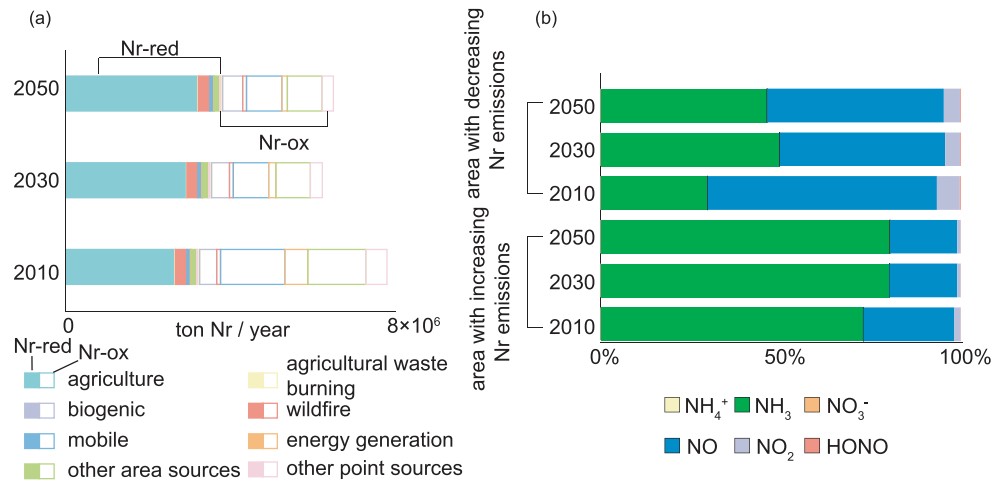 (a)
Nr-red
2050
Nr-ox
2030
2010
0
ton Nr / year
8×10⁶
Nr-red
Nr-ox
agriculture
biogenic
mobile
other area sources
agricultural waste
burning
wildfire
energy generation
other point sources
(b)
area with decreasing
Nr emissions
2050
2030
2010
area with increasing
Nr emissions
2050
2030
2010
0%
50%
100%
NH₄⁺
NH₃
NO₃⁻
NO
NO₂
HONO